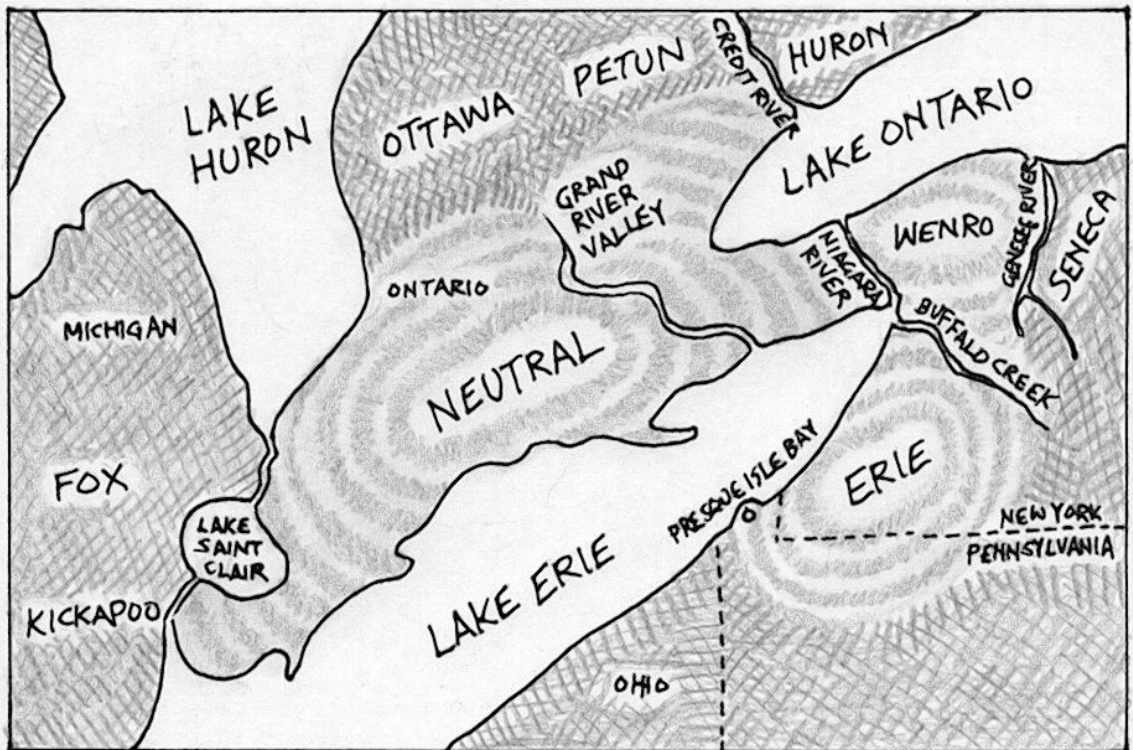 LAKE
HURON
OTTAWA
PETUN
CREDIT RIVER
HURON
LAKE ONTARIO
GRAND
RIVER
VALLEY
WENRO
GENESEE RIVER
SENECA
NIAGARA
RIVER
BUFFALO CREEK
ONTARIO
MICHIGAN
NEUTRAL
FOX
ERIE
PRESQUE ISLE BAY
NEW YORK
PENNSYLVANIA
LAKE
SAINT
CLAIR
LAKE ERIE
KICKAPOO
OHIO